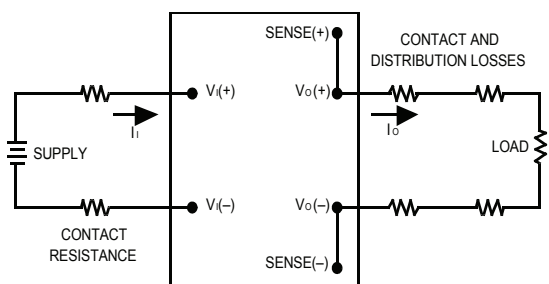 SENSE(+)
CONTACT AND
DISTRIBUTION LOSSES
VI(+)
VO(+)
II
IO
SUPPLY
LOAD
VI(–)
VO(–)
CONTACT
RESISTANCE
SENSE(–)